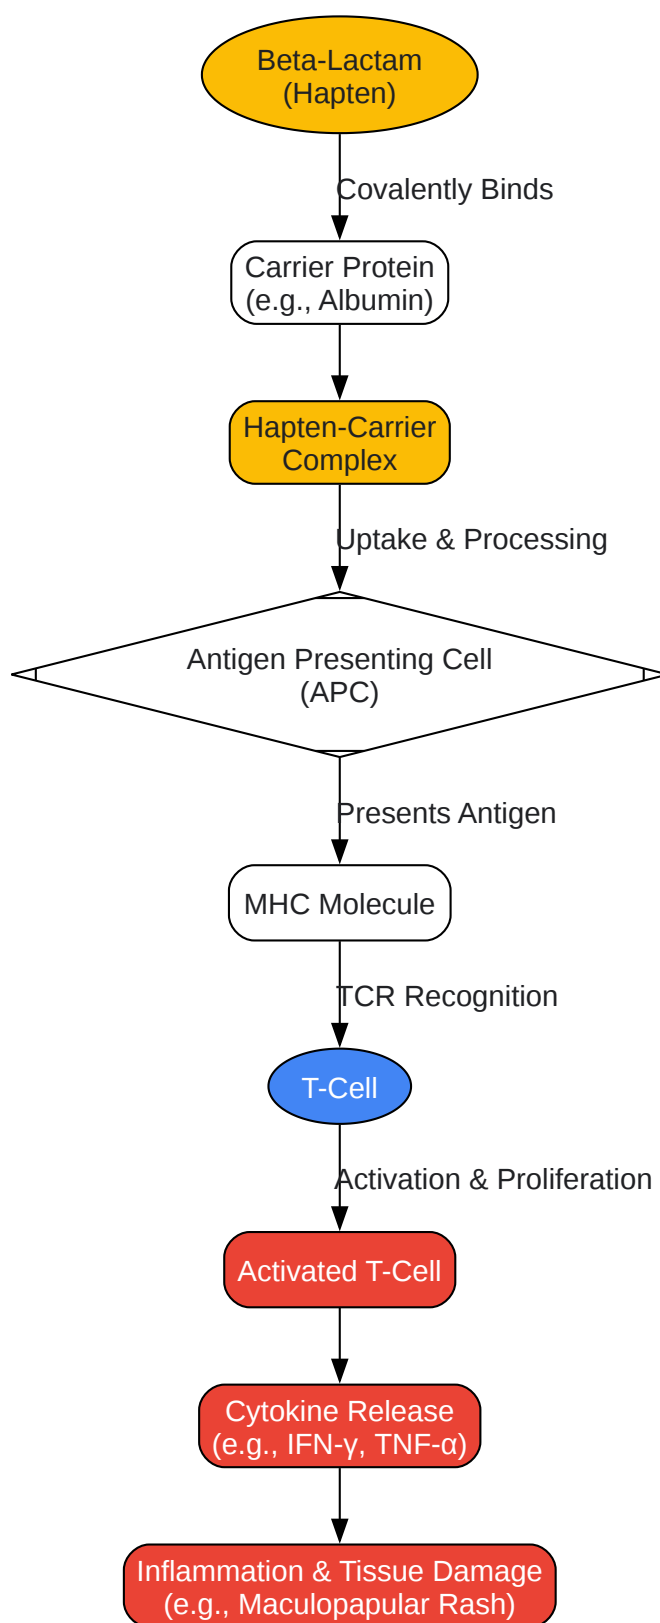 Beta-Lactam
(Hapten)
Covalently Binds
Carrier Protein
(e.g., Albumin)
Hapten-Carrier
Complex
Uptake & Processing
Antigen Presenting Cell
(APC)
Presents Antigen
MHC Molecule
TCR Recognition
T-Cell
Activation & Proliferation
Activated T-Cell
Cytokine Release
(e.g., IFN-γ, TNF-α)
Inflammation & Tissue Damage
(e.g., Maculopapular Rash)